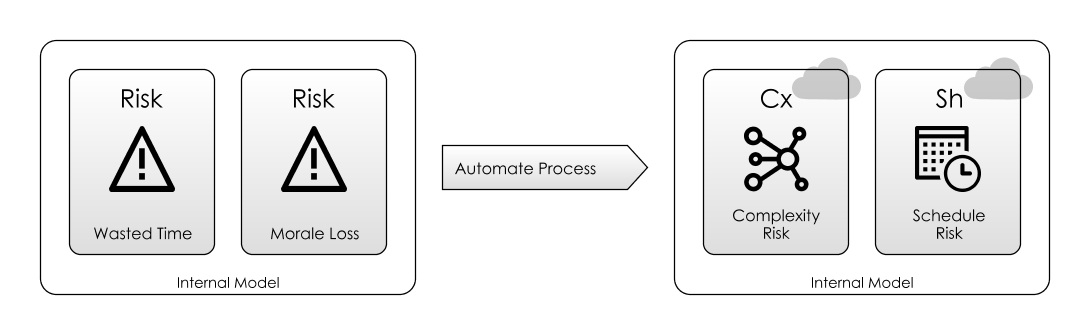 Risk
Wasted Time
Risk
Morale Loss
Internal Model
Automate Process
Cx
Complexity
Risk
Sh
Schedule
Risk
Internal Model